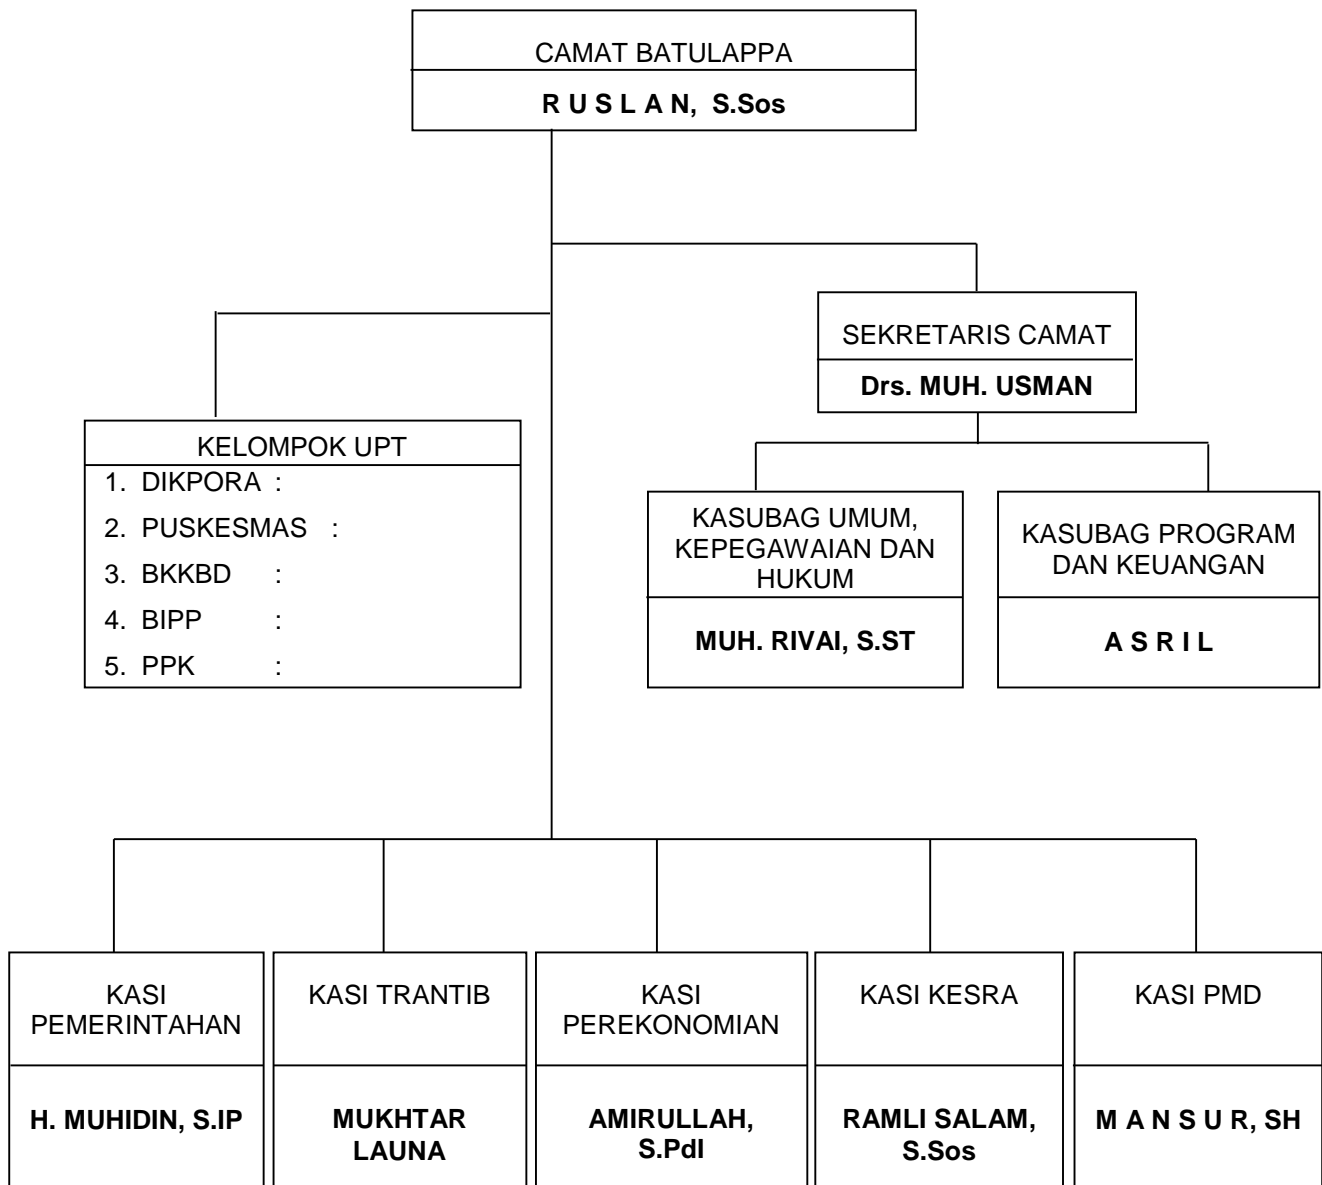 CAMAT BATULAPPA
R U S L A N, S.Sos
SEKRETARIS CAMAT
Drs. MUH. USMAN
KELOMPOK UPT
1. DIKPORA :
2. PUSKESMAS :
3. BKKBD :
4. BIPP :
5. PPK :
KASUBAG UMUM,
KEPEGAWAIAN DAN
HUKUM
MUH. RIVAI, S.ST
KASUBAG PROGRAM
DAN KEUANGAN
A S R I L
KASI
PEMERINTAHAN
H. MUHIDIN, S.IP
KASI TRANTIB
MUKHTAR
LAUNA
KASI
PEREKONOMIAN
AMIRULLAH,
S.PdI
KASI KESRA
RAMLI SALAM,
S.Sos
KASI PMD
M A N S U R, SH